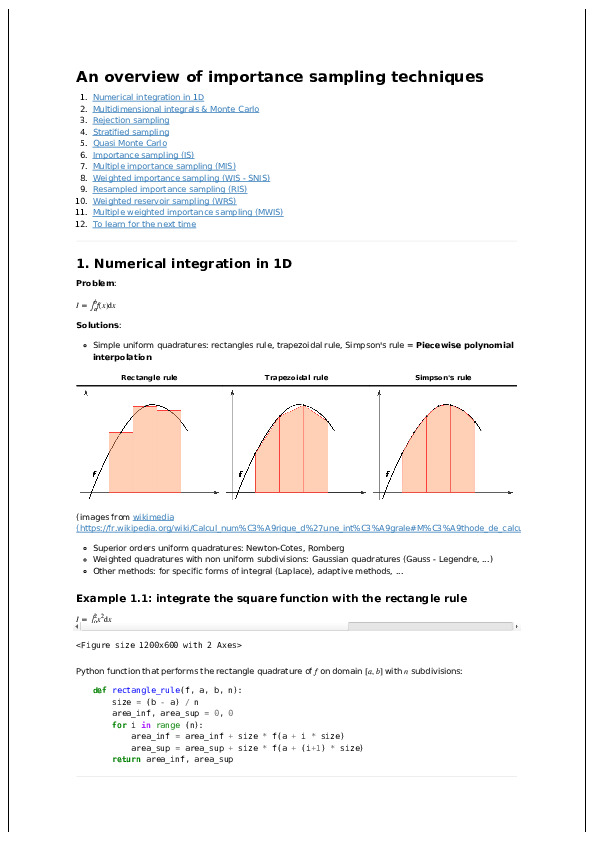 An overview of importance sampling techniques
1. Numerical integration in 1D
2. Multidimensional integrals & Monte Carlo
3. Rejection sampling
4. Stratified sampling
5. Quasi Monte Carlo
6. Importance sampling (IS)
7. Multiple importance sampling (MIS)
8. Weighted importance sampling (WIS - SNIS)
9. Resampled importance sampling (RIS)
10. Weighted reservoir sampling (WRS)
11. Multiple weighted importance sampling (MWIS)
12. To learn for the next time
1. Numerical integration in 1D
Problem:
I = ∫ₐᵇ f(x)dx
Solutions:
Simple uniform quadratures: rectangles rule, trapezoidal rule, Simpson's rule = Piecewise polynomial
interpolation
Rectangle rule Trapezoidal rule Simpson's rule
f f f
(images from wikimedia
(https://fr.wikipedia.org/wiki/Calcul_num%C3%A9rique_d%27une_int%C3%A9grale#M%C3%A9thode_de_calcu
Superior orders uniform quadratures: Newton-Cotes, Romberg
Weighted quadratures with non uniform subdivisions: Gaussian quadratures (Gauss - Legendre, ...)
Other methods: for specific forms of integral (Laplace), adaptive methods, ...
Example 1.1: integrate the square function with the rectangle rule
I = ∫ x²dx
<Figure size 1200x600 with 2 Axes>
Python function that performs the rectangle quadrature of f on domain [a, b] with n subdivisions:
def rectangle_rule(f, a, b, n):
size = (b - a) / n
area_inf, area_sup = 0, 0
for i in range (n):
area_inf = area_inf + size * f(a + i * size)
area_sup = area_sup + size * f(a + (i+1) * size)
return area_inf, area_sup